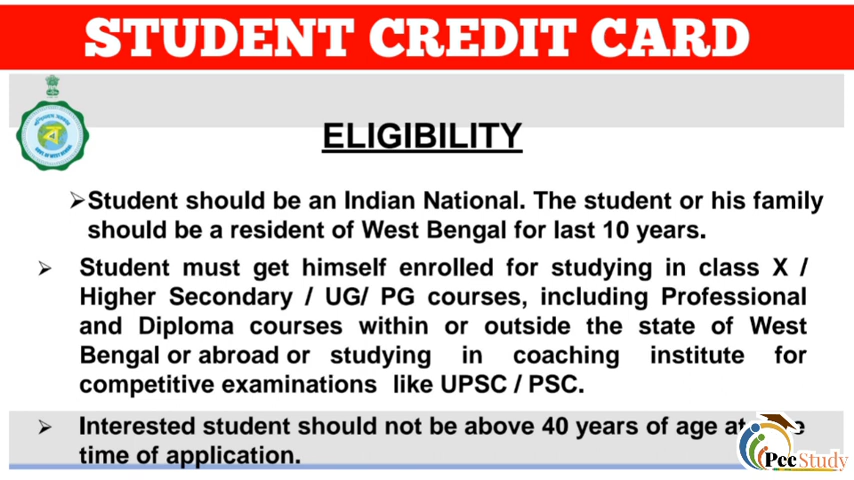 STUDENT CREDIT CARD
ELIGIBILITY
➢Student should be an Indian National. The student or his family
should be a resident of West Bengal for last 10 years.
➢ Student must get himself enrolled for studying in class X /
Higher Secondary / UG/ PG courses, including Professional
and Diploma courses within or outside the state of West
Bengal or abroad or studying in coaching institute for
competitive examinations like UPSC / PSC.
➢ Interested student should not be above 40 years of age at
time of application.
PccStudy